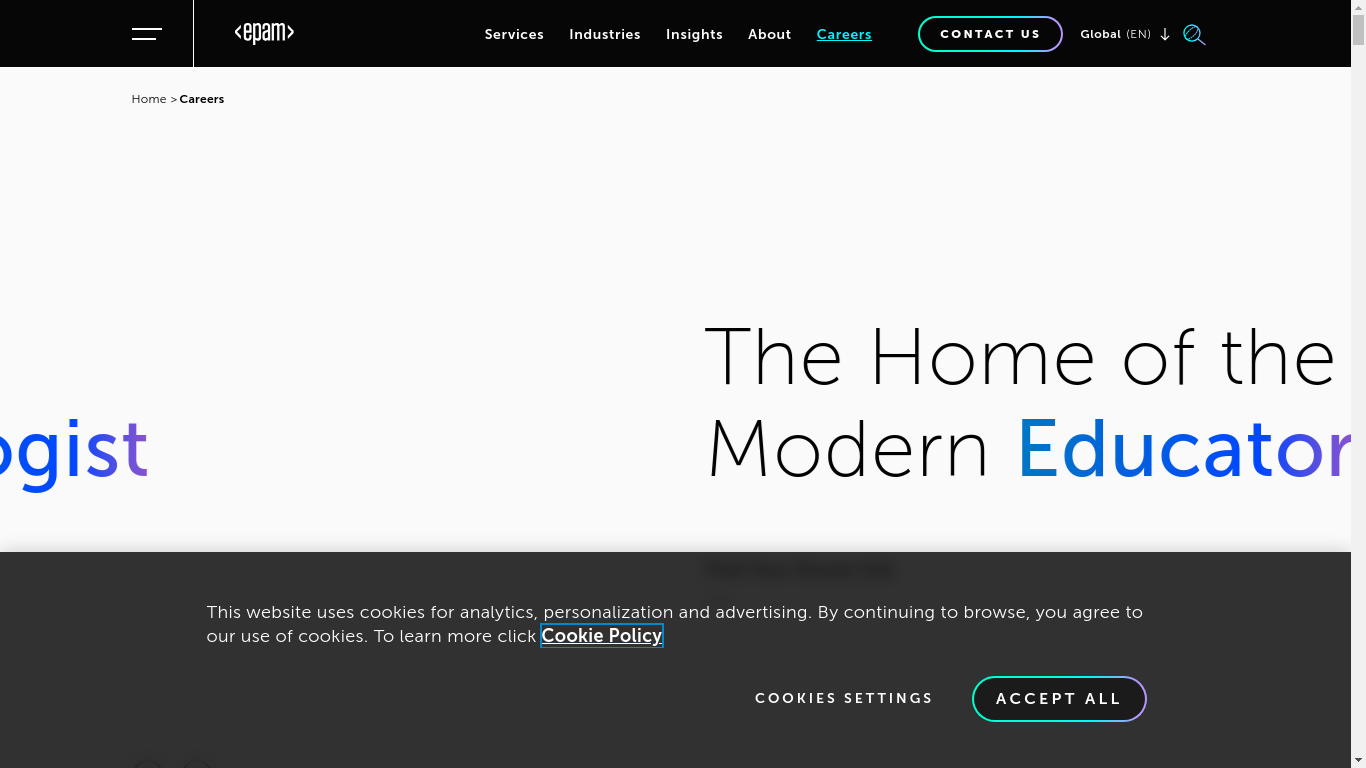 <epam>
Services Industries Insights About Careers
CONTACT US
Global (EN)
Home > Careers
The Home of the
ogist
Modern Educator
This website uses cookies for analytics, personalization and advertising. By continuing to browse, you agree to
our use of cookies. To learn more click Cookie Policy
COOKIES SETTINGS
ACCEPT ALL